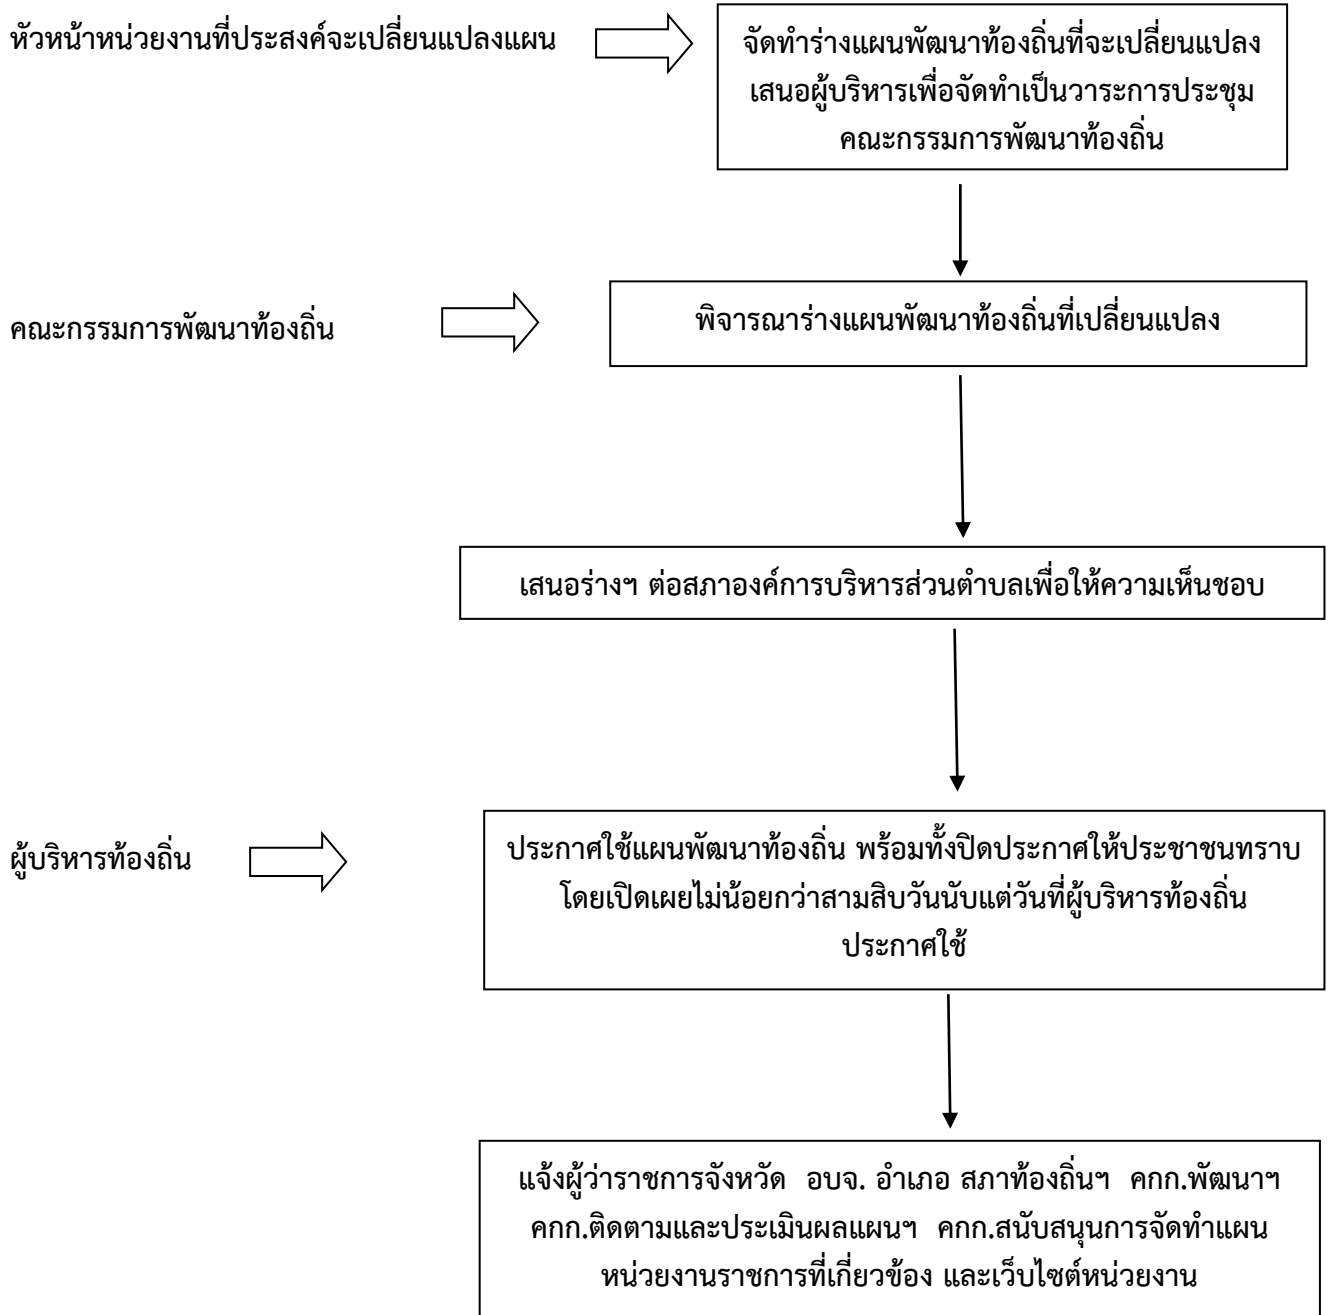 หัวหน้าหน่วยงานที่ประสงค์จะเปลี่ยนแปลงแผน
จัดทำร่างแผนพัฒนาท้องถิ่นที่จะเปลี่ยนแปลง
เสนอผู้บริหารเพื่อจัดทำเป็นวาระการประชุม
คณะกรรมการพัฒนาท้องถิ่น
คณะกรรมการพัฒนาท้องถิ่น
พิจารณาร่างแผนพัฒนาท้องถิ่นที่เปลี่ยนแปลง
เสนอร่างฯ ต่อสภาองค์การบริหารส่วนตำบลเพื่อให้ความเห็นชอบ
ผู้บริหารท้องถิ่น
ประกาศใช้แผนพัฒนาท้องถิ่น พร้อมทั้งปิดประกาศให้ประชาชนทราบ
โดยเปิดเผยไม่น้อยกว่าสามสิบวันนับแต่วันที่ผู้บริหารท้องถิ่น
ประกาศใช้
แจ้งผู้ว่าราชการจังหวัด อบจ. อำเภอ สภาท้องถิ่นฯ คกก.พัฒนาฯ
คกก.ติดตามและประเมินผลแผนฯ คกก.สนับสนุนการจัดทำแผน
หน่วยงานราชการที่เกี่ยวข้อง และเว็บไซต์หน่วยงาน